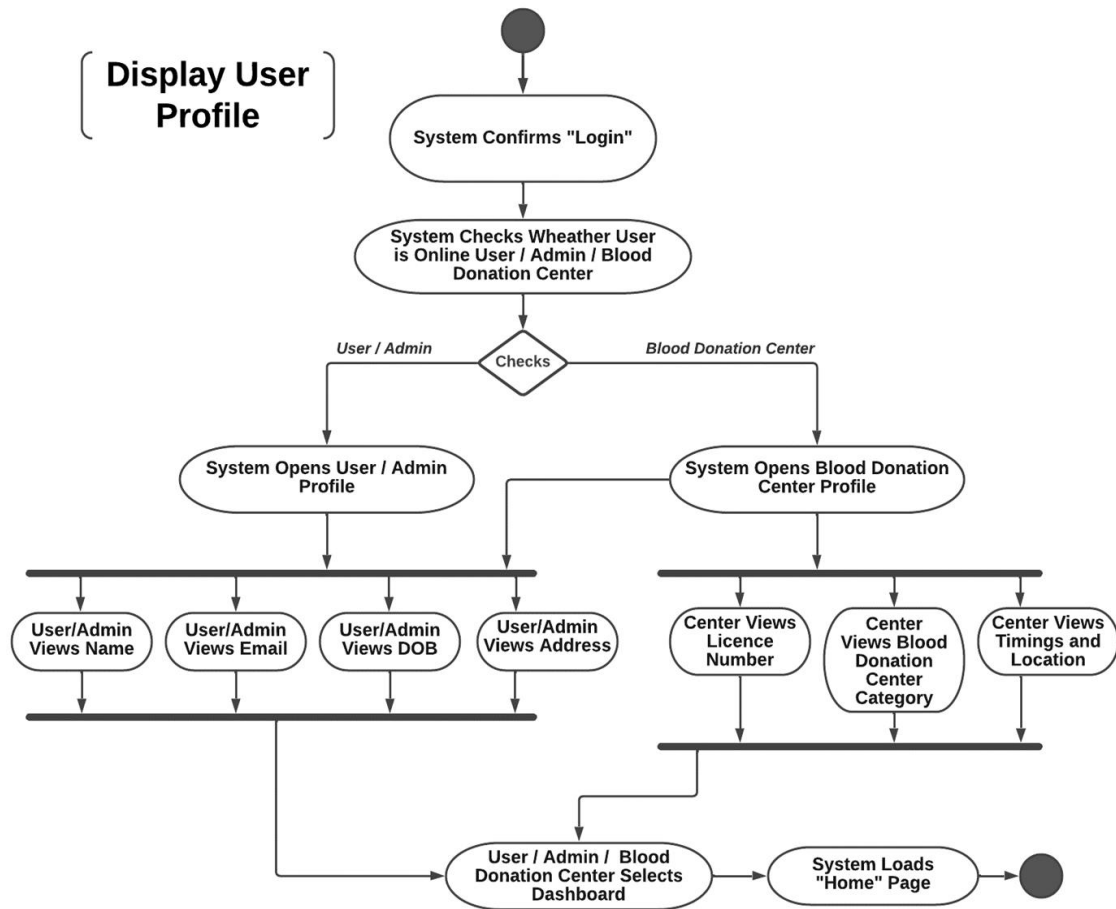 Display User
Profile
System Confirms "Login"
System Checks Wheather User
is Online User / Admin / Blood
Donation Center
User / Admin
Checks
Blood Donation Center
System Opens User / Admin
Profile
System Opens Blood Donation
Center Profile
User/Admin
Views Name
User/Admin
Views Email
User/Admin
Views DOB
User/Admin
Views Address
Center Views
Licence
Number
Center
Views Blood
Donation
Center
Category
Center Views
Timings and
Location
User / Admin / Blood
Donation Center Selects
Dashboard
System Loads
"Home" Page